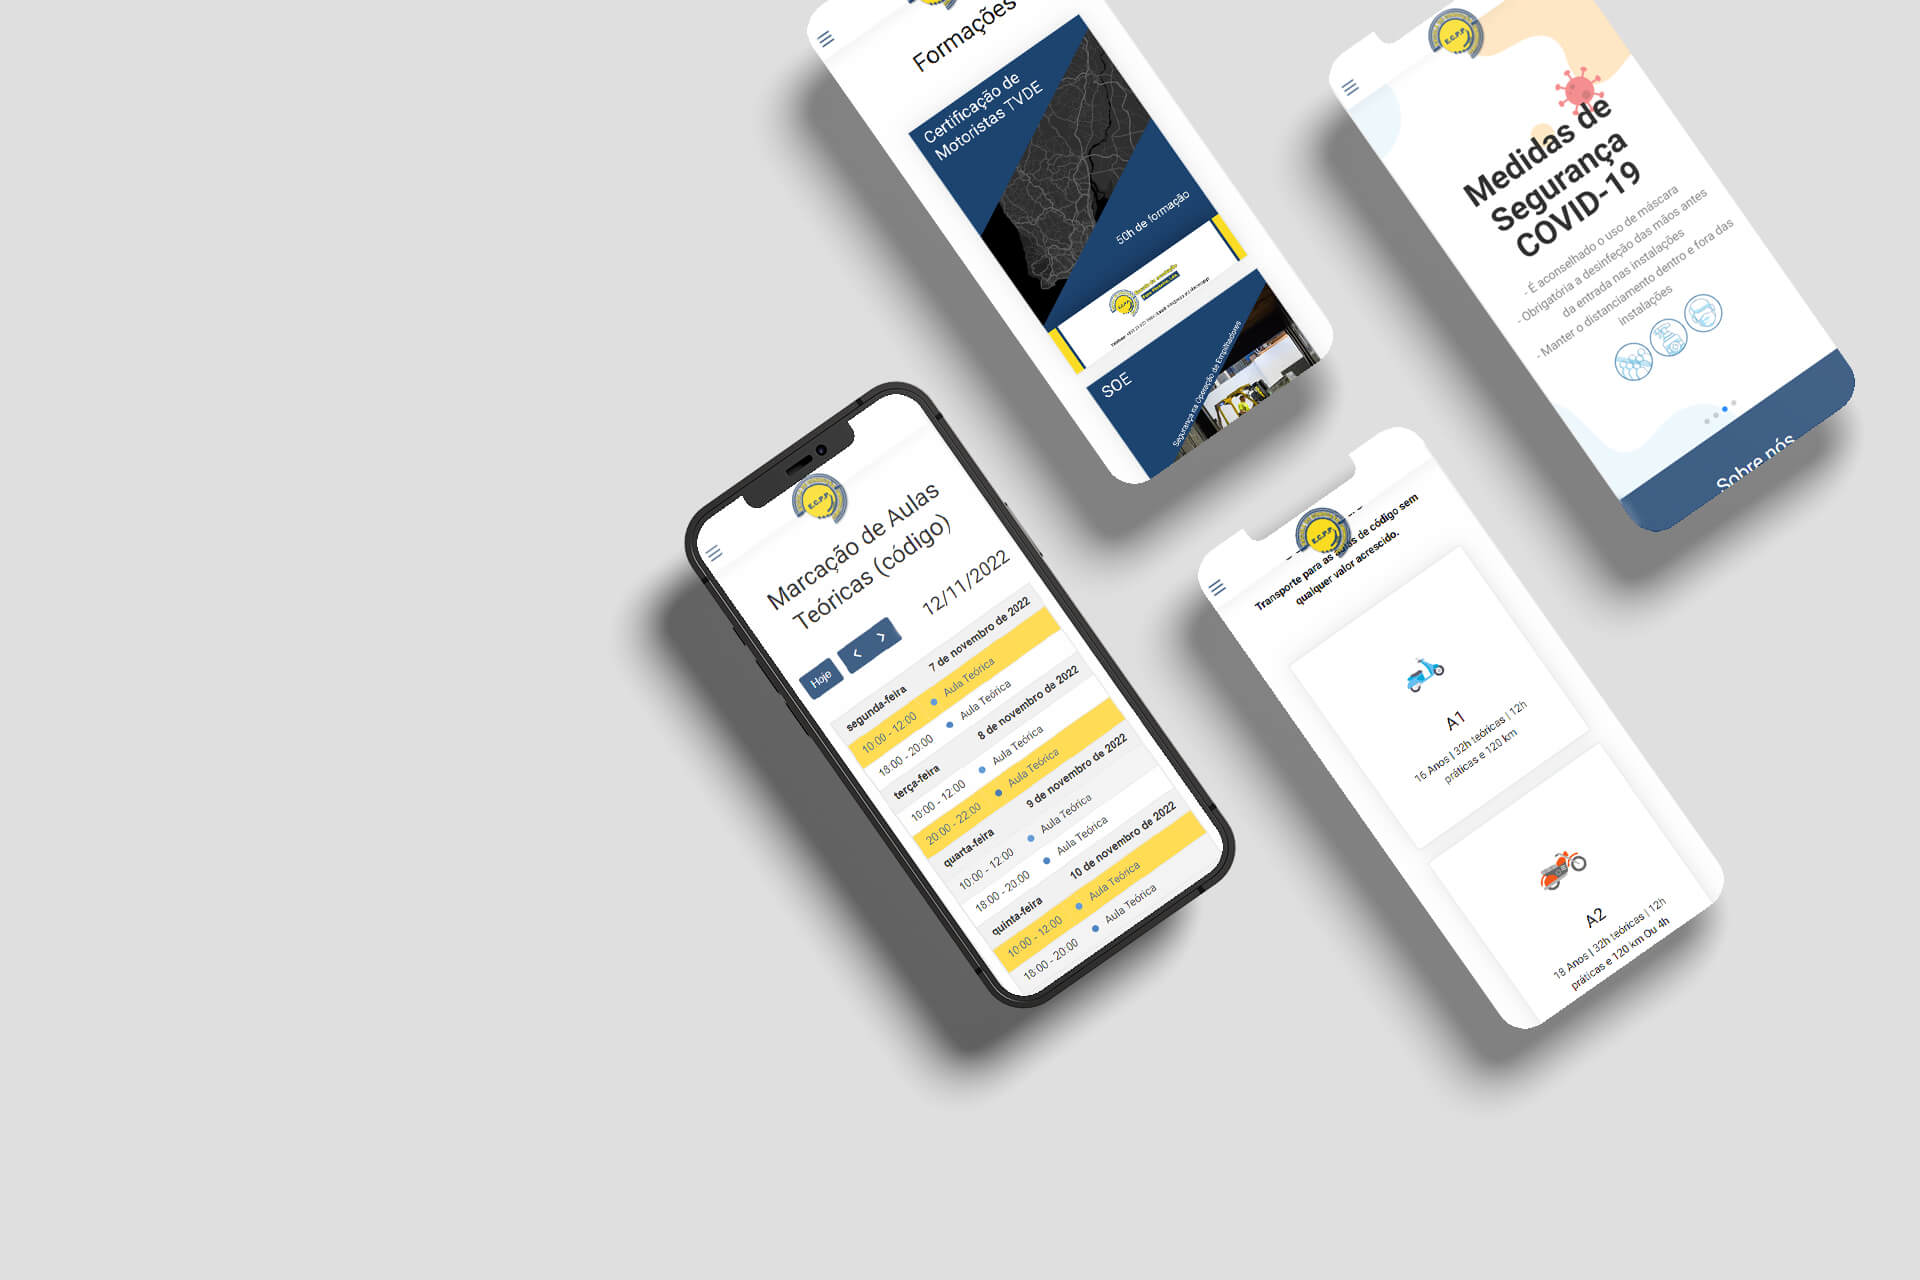 Formações
Certificação de
Motoristas TVDE
50h de formação
SOE
Segurança na Operação de Empilhadores
E.C.P.P.
Medidas de
Segurança
COVID-19
- É aconselhado o uso de máscara
- Obrigatória a desinfeção das mãos antes
da entrada nas instalações
- Manter o distanciamento dentro e fora das
instalações
Sobre nós
E.C.P.P.
Marcação de Aulas
Teóricas (código)
12/11/2022
Hoje
segunda-feira 7 de novembro de 2022
10:00 - 12:00 Aula Teórica
18:00 - 20:00 Aula Teórica
terça-feira 8 de novembro de 2022
10:00 - 12:00 Aula Teórica
20:00 - 22:00 Aula Teórica
quarta-feira 9 de novembro de 2022
10:00 - 12:00 Aula Teórica
18:00 - 20:00 Aula Teórica
quinta-feira 10 de novembro de 2022
10:00 - 12:00 Aula Teórica
18:00 - 20:00 Aula Teórica
E.C.P.P.
Transporte para as aulas de código sem
qualquer valor acrescido.
A1
16 Anos | 32h teóricas | 12h
práticas e 120 km
A2
18 Anos | 32h teóricas | 12h
práticas e 120 km Ou 4h